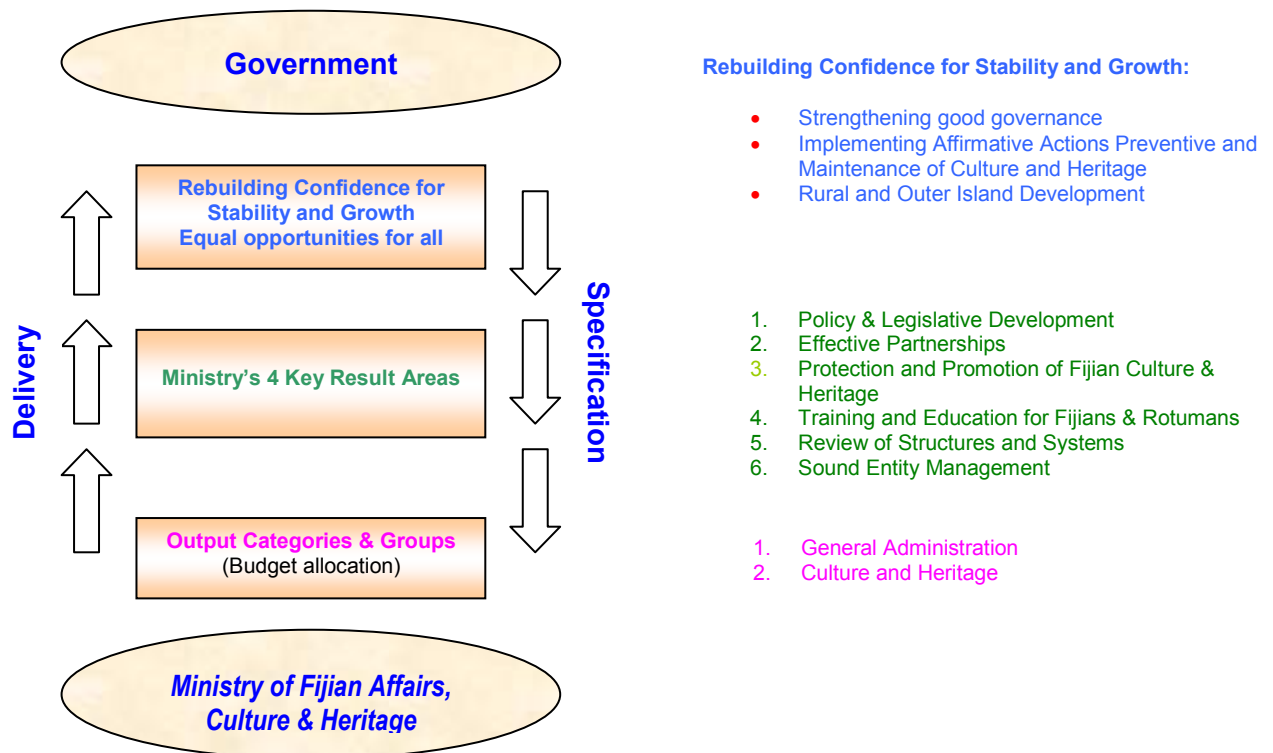 Government
Rebuilding Confidence for
Stability and Growth
Equal opportunities for all
Delivery
Specification
Ministry's 4 Key Result Areas
Output Categories & Groups
(Budget allocation)
Ministry of Fijian Affairs,
Culture & Heritage
Rebuilding Confidence for Stability and Growth:
• Strengthening good governance
• Implementing Affirmative Actions Preventive and
Maintenance of Culture and Heritage
• Rural and Outer Island Development
1. Policy & Legislative Development
2. Effective Partnerships
3. Protection and Promotion of Fijian Culture &
Heritage
4. Training and Education for Fijians & Rotumans
5. Review of Structures and Systems
6. Sound Entity Management
1. General Administration
2. Culture and Heritage